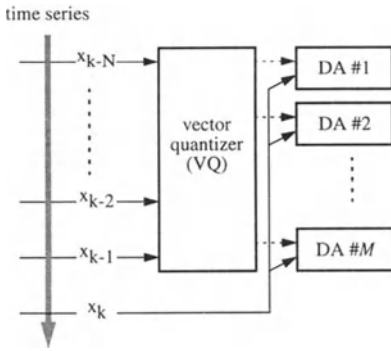 time series
x_{k-N}
DA #1
vector
quantizer
(VQ)
DA #2
x_{k-2}
x_{k-1}
DA #M
x_k